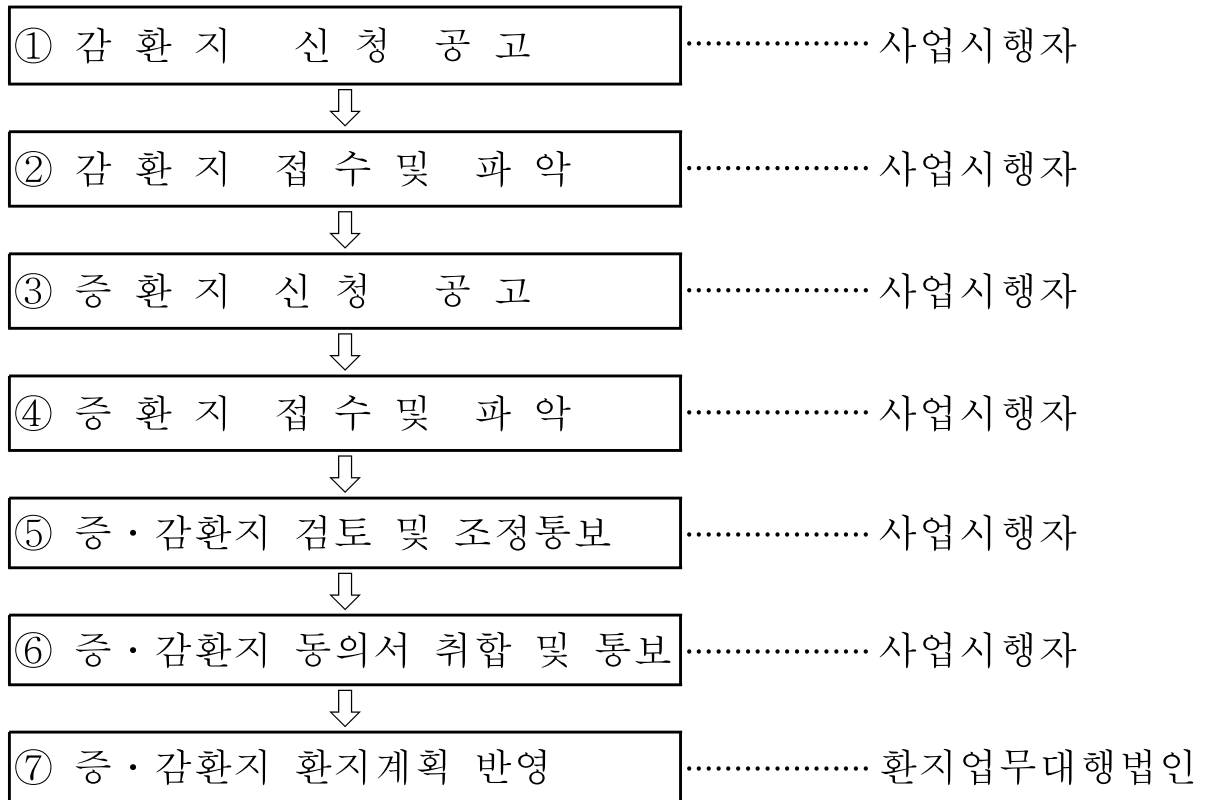 ① 감 환 지 신 청 공 고 ·················· 사업시행자
② 감 환 지 접 수 및 파 악 ·················· 사업시행자
③ 증 환 지 신 청 공 고 ·················· 사업시행자
④ 증 환 지 접 수 및 파 악 ·················· 사업시행자
⑤ 증·감환지 검토 및 조정통보 ·················· 사업시행자
⑥ 증·감환지 동의서 취합 및 통보 ·················· 사업시행자
⑦ 증·감환지 환지계획 반영 ·················· 환지업무대행법인